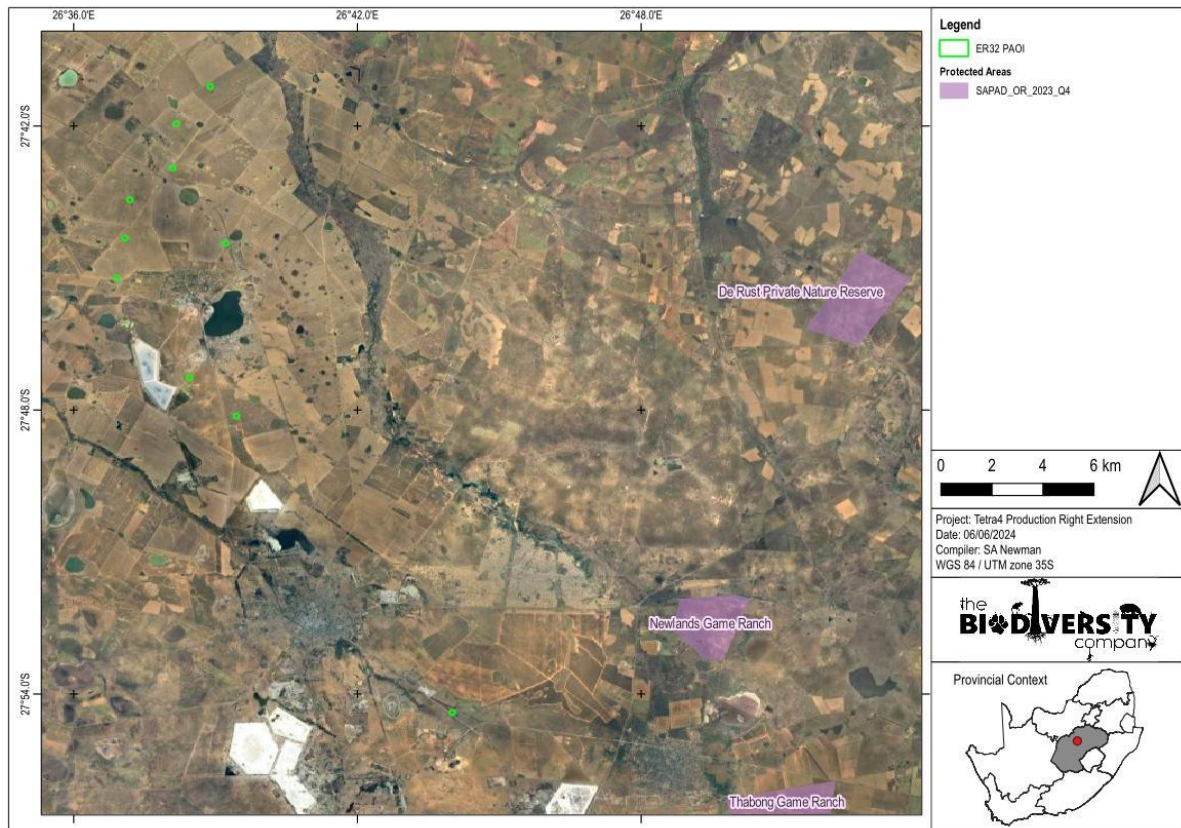 26°36.0'E
26°42.0'E
26°48.0'E
27°42.0'S
27°48.0'S
27°54.0'S
De Rust Private Nature Reserve
Newlands Game Ranch
Thabong Game Ranch
Legend
ER32 PAOI
Protected Areas
SAPAD_OR_2023_Q4
0 2 4 6 km
Project: Tetra4 Production Right Extension
Date: 06/06/2024
Compiler: SA Newman
WGS 84 / UTM zone 35S
the
BIODIVERSITY
company
Provincial Context